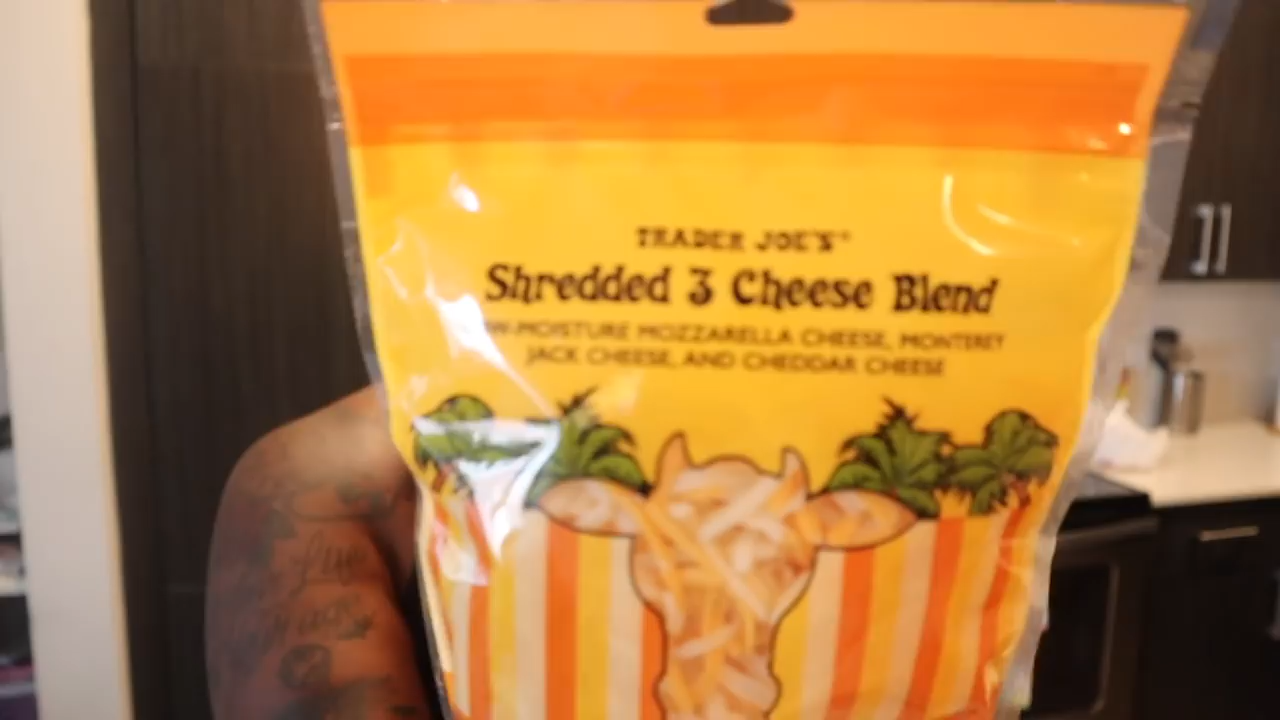 TRADER JOE'S
Shredded 3 Cheese Blend
MOISTURE MOZZARELLA CHEESE, MONTEREY
JACK CHEESE, AND CHEDDAR CHEESE